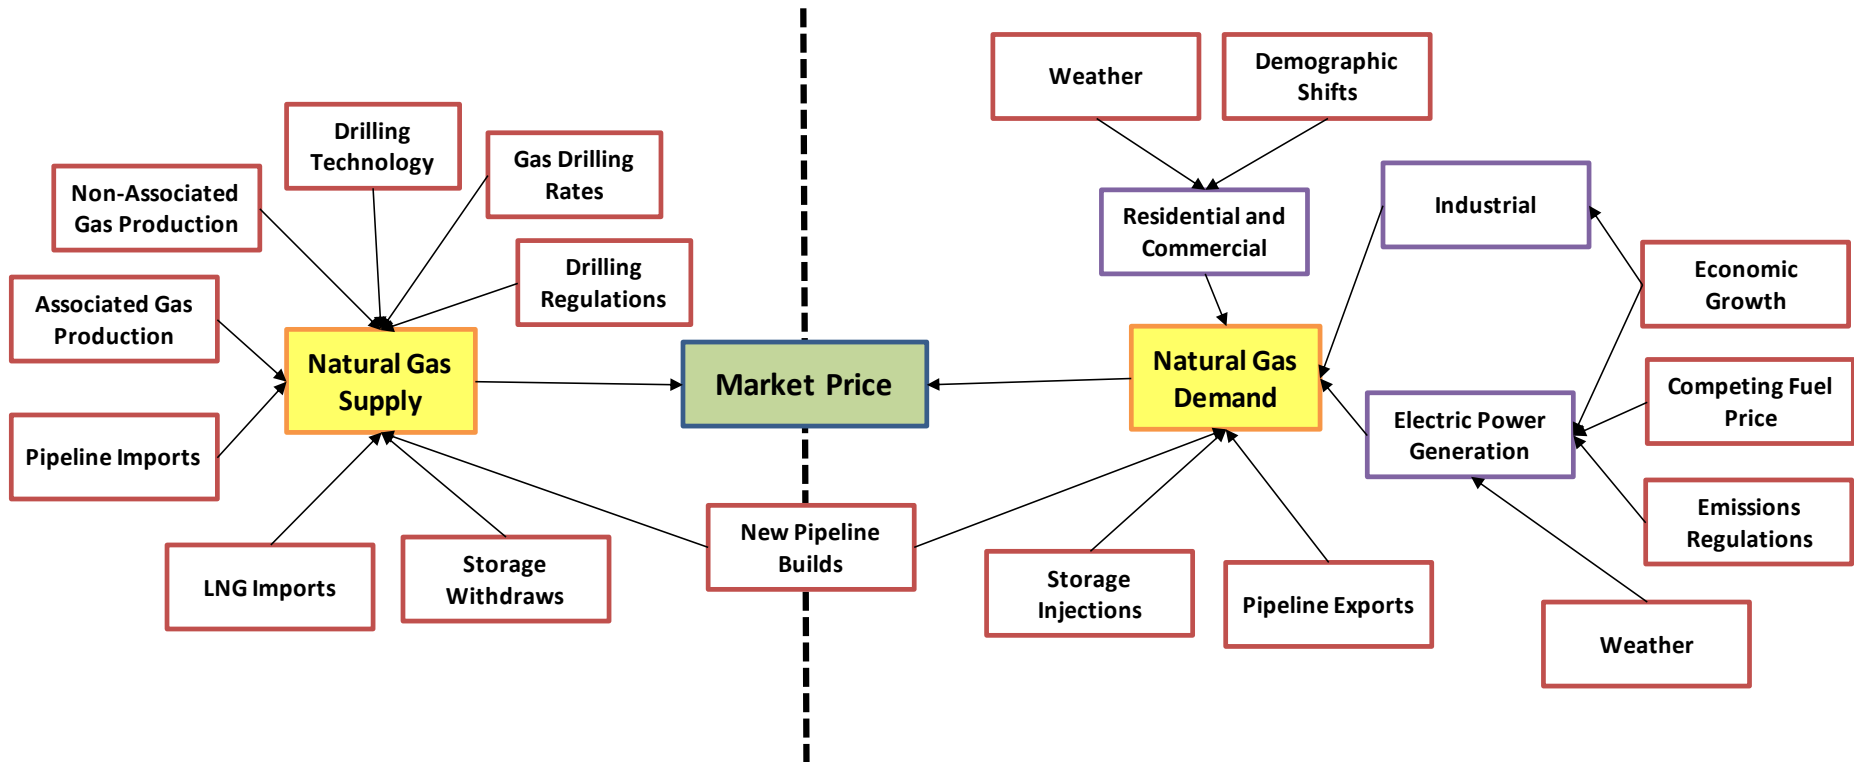 Weather
Demographic
Shifts
Drilling
Technology
Gas Drilling
Rates
Non-Associated
Gas Production
Residential and
Commercial
Industrial
Drilling
Regulations
Economic
Growth
Associated Gas
Production
Natural Gas
Supply
Market Price
Natural Gas
Demand
Competing Fuel
Price
Electric Power
Generation
Pipeline Imports
New Pipeline
Builds
Emissions
Regulations
LNG Imports
Storage
Withdraws
Storage
Injections
Pipeline Exports
Weather